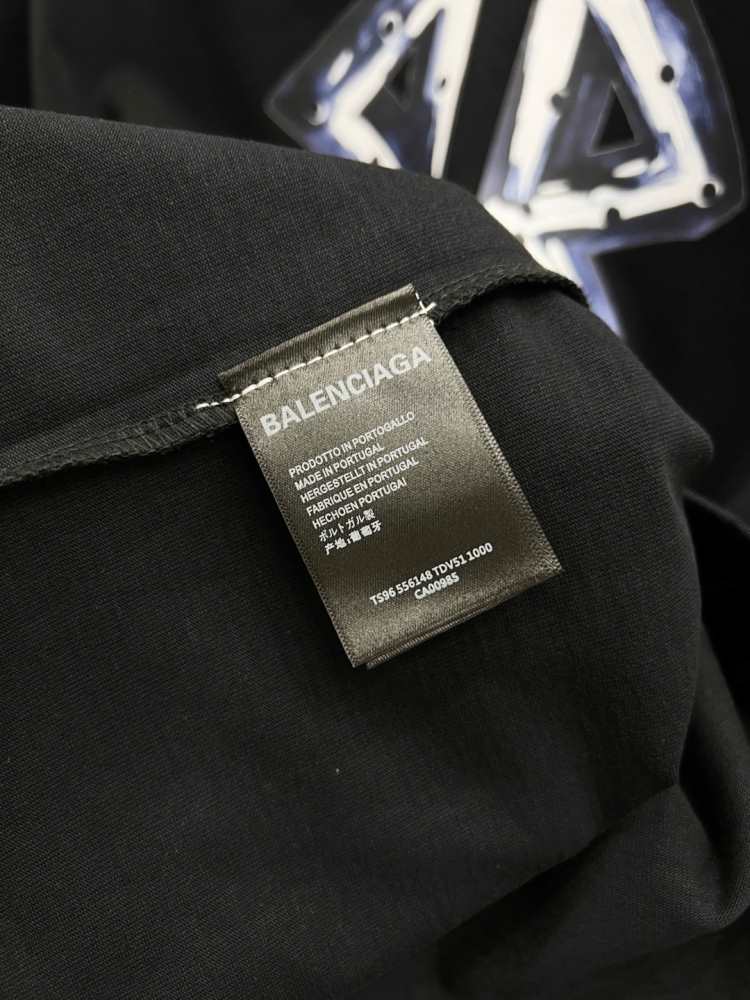 BALENCIAGA
PRODOTTO IN PORTOGALLO
MADE IN PORTUGAL
HERGESTELLT IN PORTUGAL
FABRIQUE EN PORTUGAL
HECHOEN PORTUGAI
ポルトガル製
产地:葡萄牙
TS96 556148 TDV51 1000
CA00985